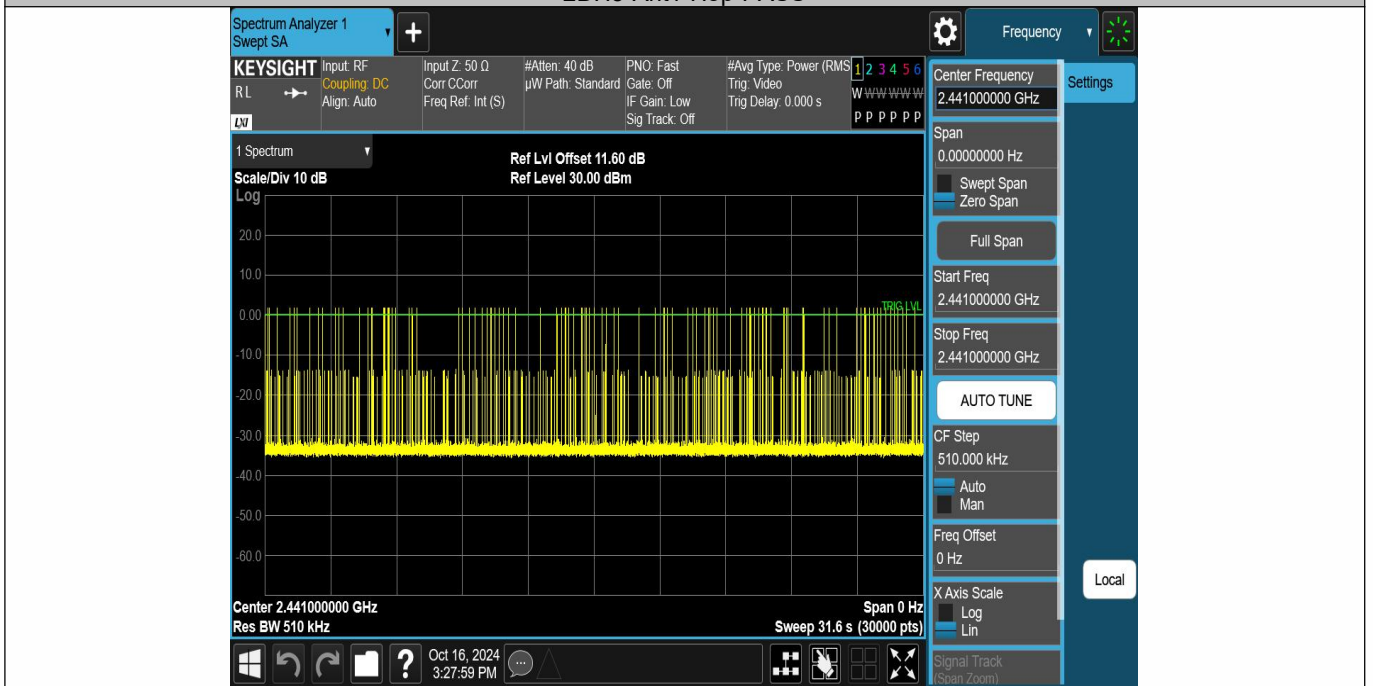 Spectrum Analyzer 1
Swept SA
Frequency
KEYSIGHT
RL
LXI
Input: RF
Coupling: DC
Align: Auto
Input Z: 50 Ω
Corr CCorr
Freq Ref: Int (S)
#Atten: 40 dB
µW Path: Standard
PNO: Fast
Gate: Off
IF Gain: Low
Sig Track: Off
#Avg Type: Power (RMS
Trig: Video
Trig Delay: 0.000 s
1 2 3 4 5 6
W W W W W W
P P P P P P
1 Spectrum
Scale/Div 10 dB
Ref Lvl Offset 11.60 dB
Ref Level 30.00 dBm
Log
20.0
10.0
0.00
-10.0
-20.0
-30.0
-40.0
-50.0
-60.0
TRIG LVL
Center 2.441000000 GHz
Span 0 Hz
Res BW 510 kHz
Sweep 31.6 s (30000 pts)
Center Frequency
2.441000000 GHz
Settings
Span
0.00000000 Hz
Swept Span
Zero Span
Full Span
Start Freq
2.441000000 GHz
Stop Freq
2.441000000 GHz
AUTO TUNE
CF Step
510.000 kHz
Auto
Man
Freq Offset
0 Hz
X Axis Scale
Log
Lin
Local
Signal Track
(Span Zoom)
?
Oct 16, 2024
3:27:59 PM